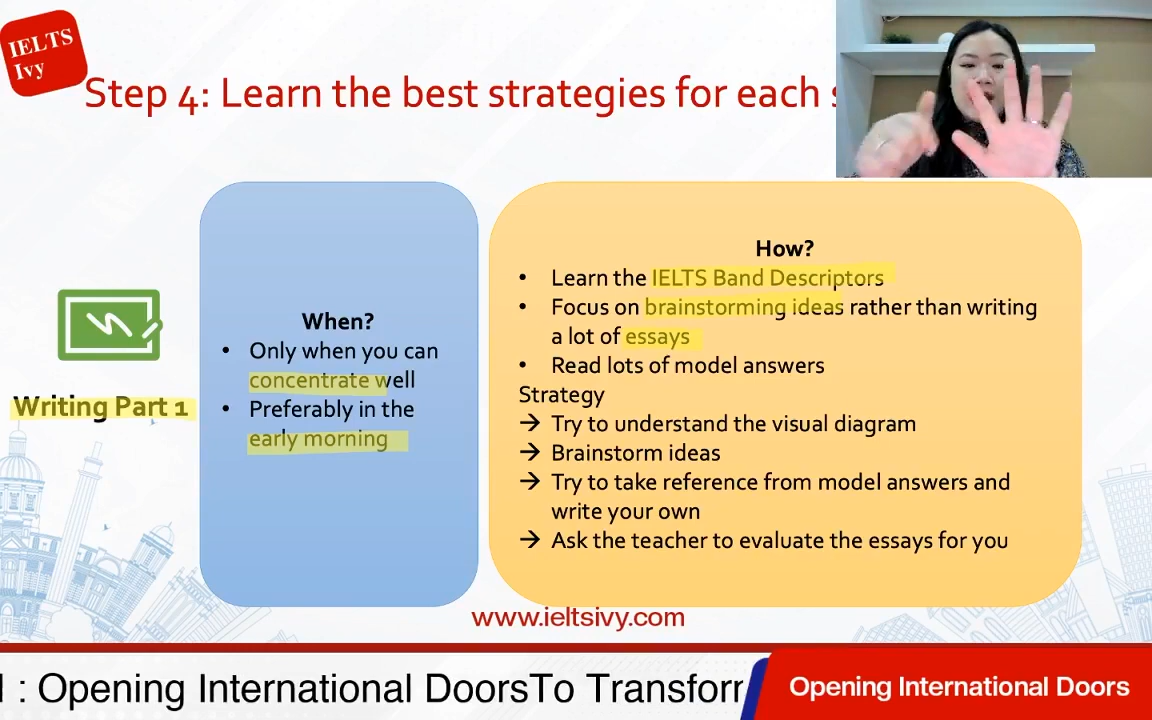 IELTS
Ivy
Step 4: Learn the best strategies for each
Writing Part 1
When?
• Only when you can
concentrate well
• Preferably in the
early morning
How?
• Learn the IELTS Band Descriptors
• Focus on brainstorming ideas rather than writing
a lot of essays
• Read lots of model answers
Strategy
→ Try to understand the visual diagram
→ Brainstorm ideas
→ Try to take reference from model answers and
write your own
→ Ask the teacher to evaluate the essays for you
www.ieltsivy.com
: Opening International DoorsTo Transform
Opening International Doors